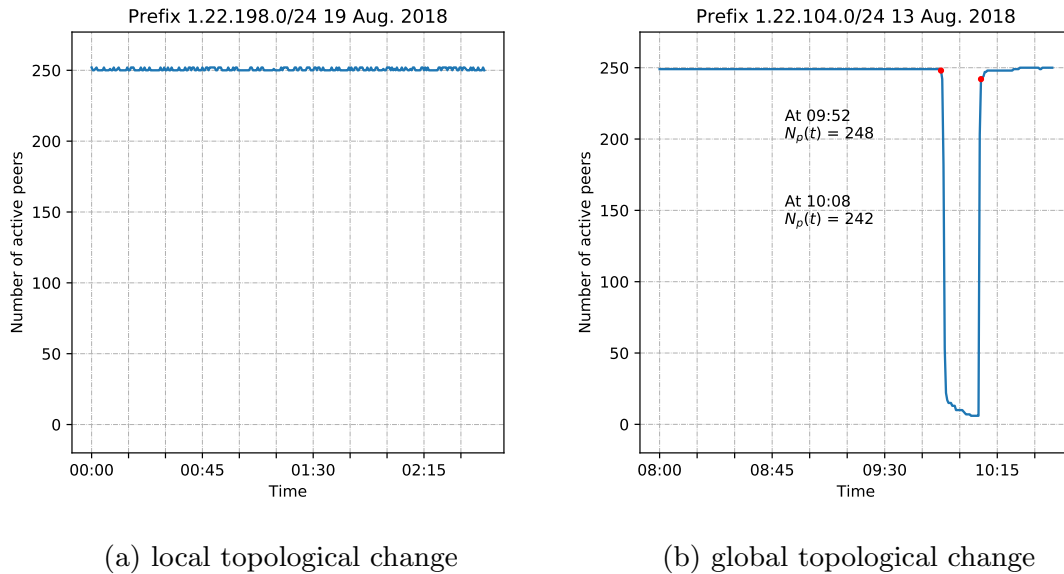 Prefix 1.22.198.0/24 19 Aug. 2018
Number of active peers
250
200
150
100
50
0
00:00 00:45 01:30 02:15
Time
(a) local topological change
Prefix 1.22.104.0/24 13 Aug. 2018
Number of active peers
250
200
150
100
50
0
At 09:52
N_p(t) = 248
At 10:08
N_p(t) = 242
08:00 08:45 09:30 10:15
Time
(b) global topological change